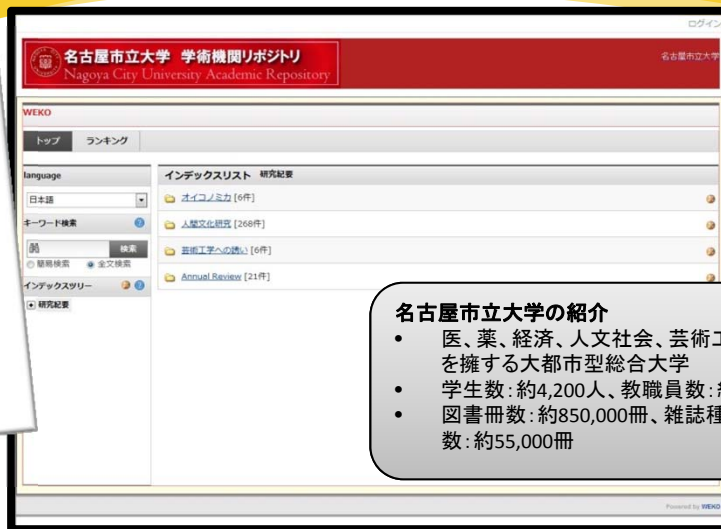 ログイン
名古屋市立大学 学術機関リポジトリ
Nagoya City University Academic Repository
名古屋市立大学
WEKO
トップ ランキング
language
日本語
キーワード検索
検索
簡易検索 全文検索
インデックスツリー
研究紀要
インデックスリスト 研究紀要
オイコノミカ [6件]
人間文化研究 [268件]
芸術工学への誘い [6件]
Annual Review [21件]
名古屋市立大学の紹介
• 医、薬、経済、人文社会、芸術工
を擁する大都市型総合大学
• 学生数:約4,200人、教職員数:
• 図書冊数:約850,000冊、雑誌種
数:約55,000冊
Powered by WEKO